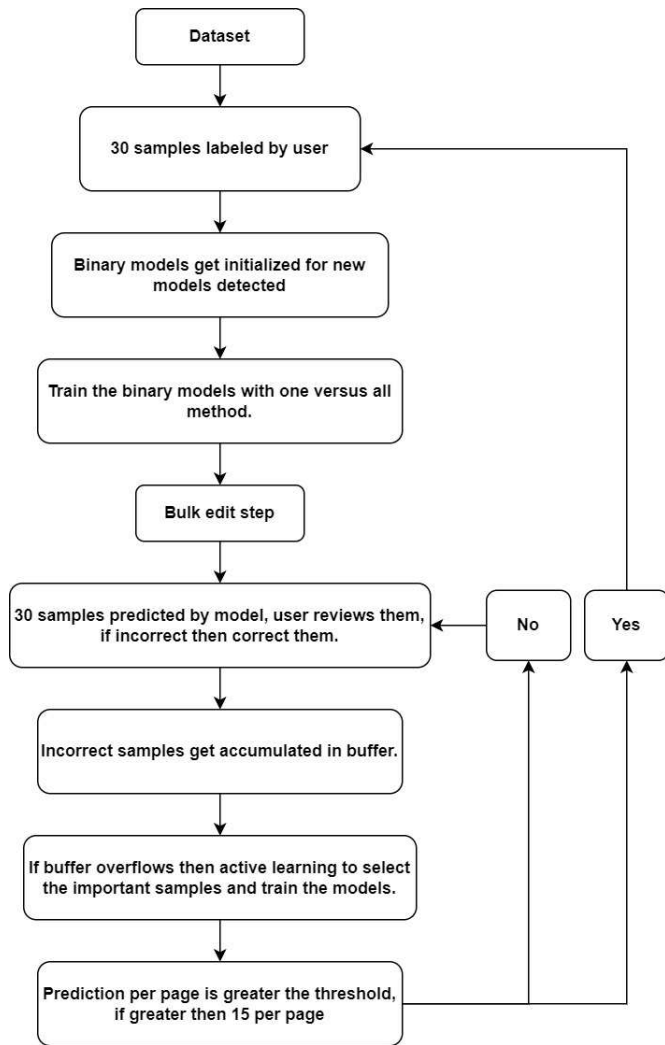 Dataset
30 samples labeled by user
Binary models get initialized for new
models detected
Train the binary models with one versus all
method.
Bulk edit step
30 samples predicted by model, user reviews them,
if incorrect then correct them.
No
Yes
Incorrect samples get accumulated in buffer.
If buffer overflows then active learning to select
the important samples and train the models.
Prediction per page is greater the threshold,
if greater then 15 per page